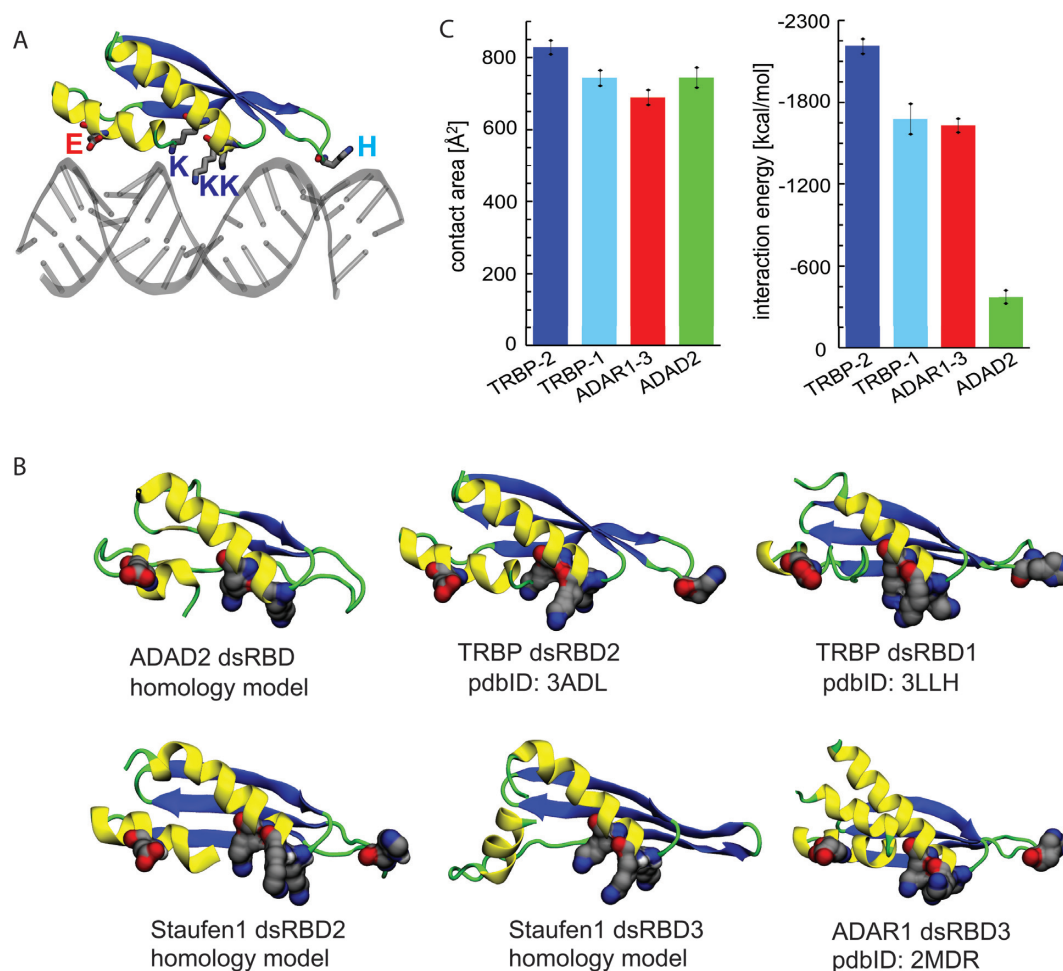 A
E
K
KK
H
C
contact area [Å²]
800
600
400
200
0
TRBP-2
TRBP-1
ADAR1-3
ADAD2
interaction energy [kcal/mol]
-2300
-1800
-1200
-600
0
TRBP-2
TRBP-1
ADAR1-3
ADAD2
B
ADAD2 dsRBD
homology model
TRBP dsRBD2
pdbID: 3ADL
TRBP dsRBD1
pdbID: 3LLH
Staufen1 dsRBD2
homology model
Staufen1 dsRBD3
homology model
ADAR1 dsRBD3
pdbID: 2MDR